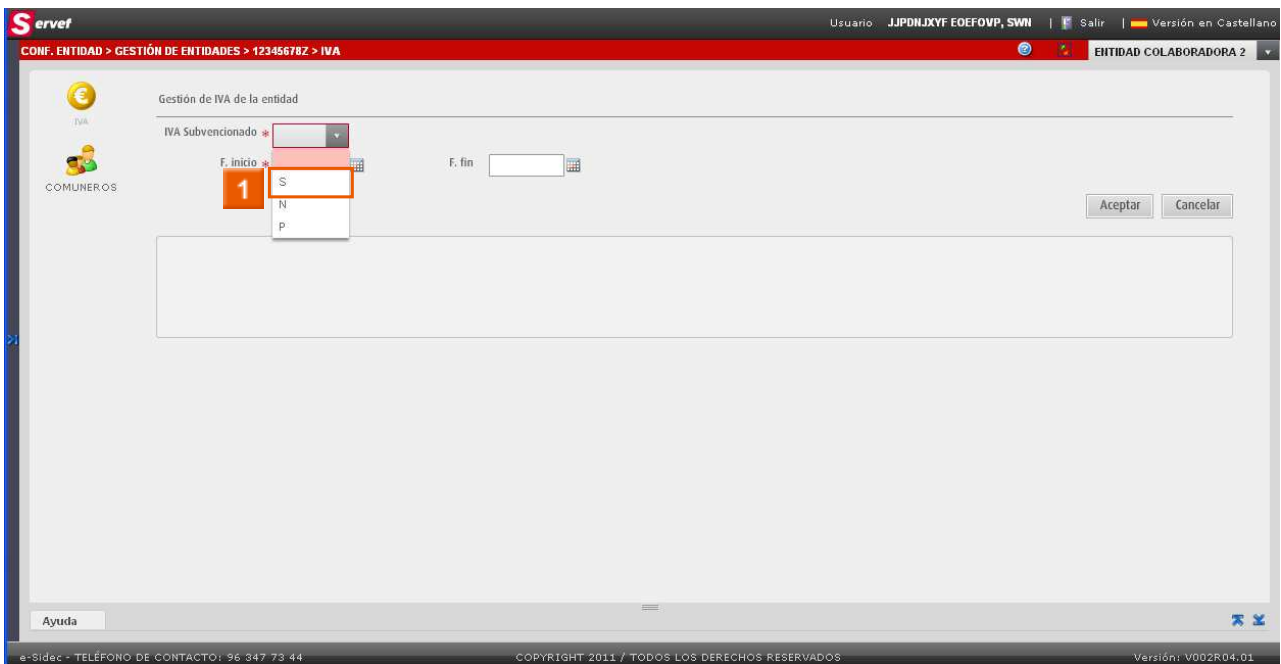 Servef Usuario JJPDNJXYF EOEFOVP, SWN | Salir | Versión en Castellano
CONF. ENTIDAD > GESTIÓN DE ENTIDADES > 12345678Z > IVA ENTIDAD COLABORADORA 2
IVA
COMUNEROS
Gestión de IVA de la entidad
IVA Subvencionado *
F. inicio * F. fin
1
S
N
P
Aceptar Cancelar
Ayuda
e-Sidec - TELÉFONO DE CONTACTO: 96 347 73 44 COPYRIGHT 2011 / TODOS LOS DERECHOS RESERVADOS Versión: V002R04.01